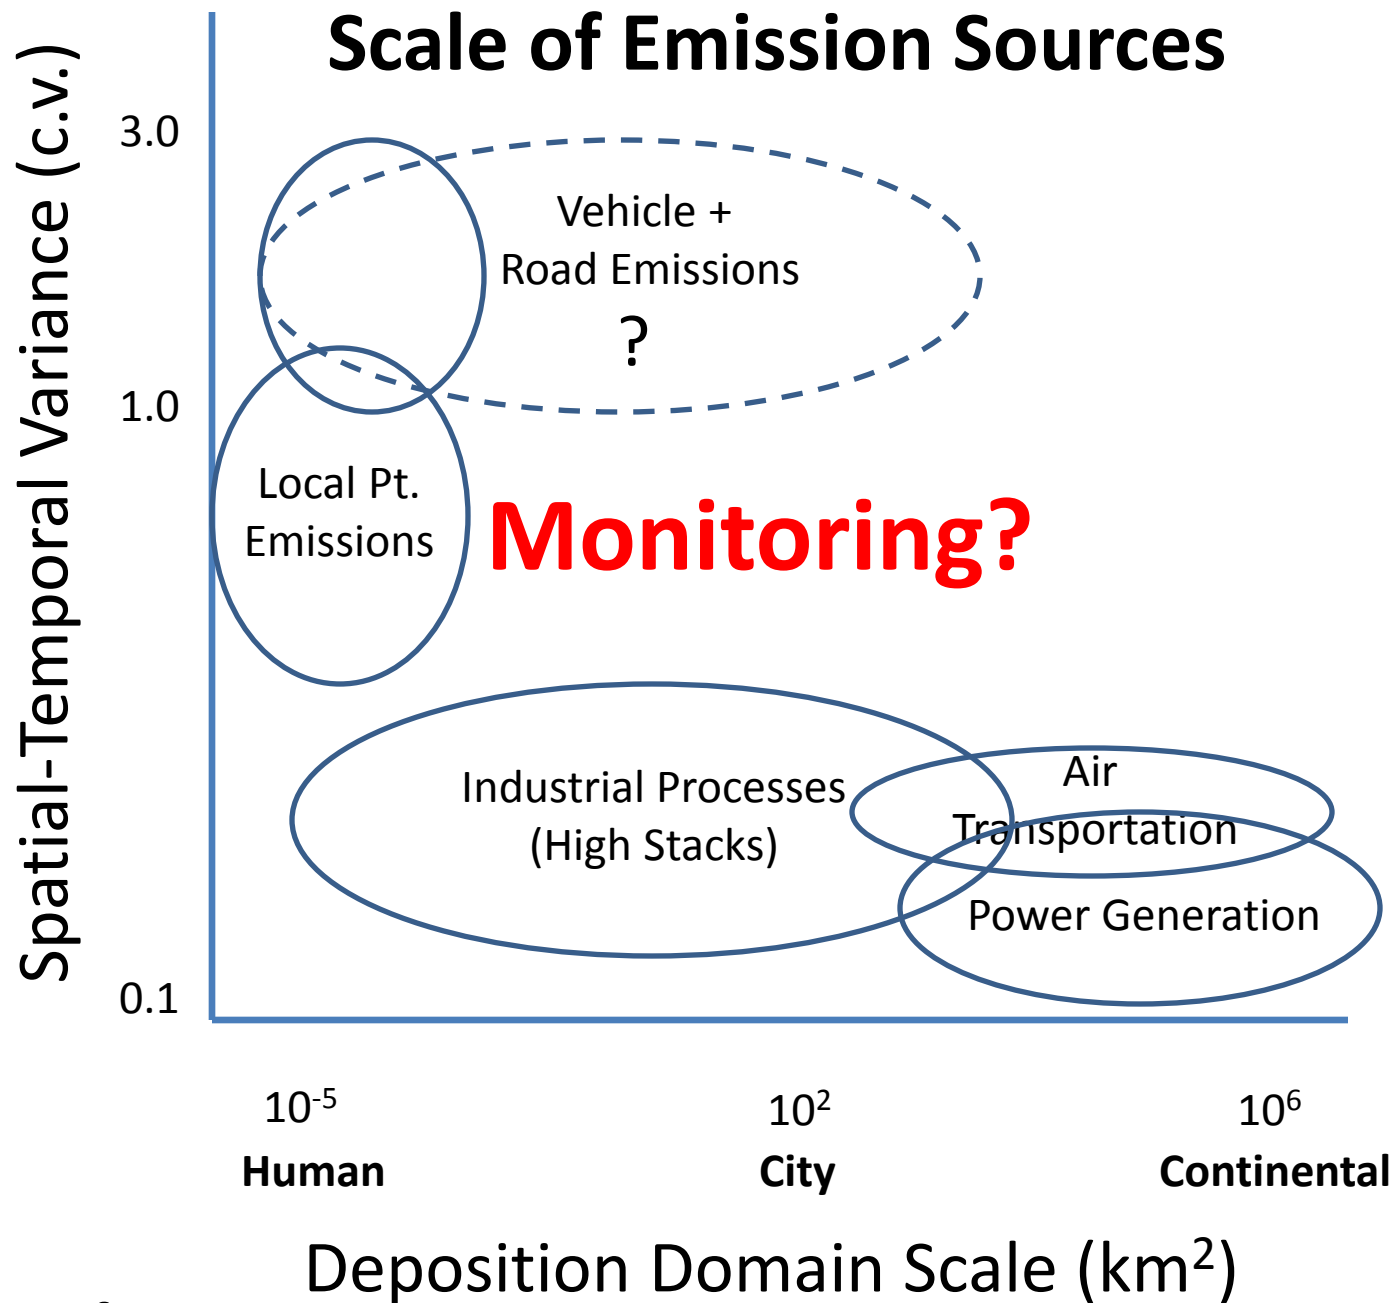 Scale of Emission Sources
Spatial-Temporal Variance (c.v.)
3.0
1.0
0.1
Vehicle +
Road Emissions
?
Local Pt.
Emissions
Monitoring?
Industrial Processes
(High Stacks)
Air
Transportation
Power Generation
10⁻⁵
Human
10²
City
10⁶
Continental
Deposition Domain Scale (km²)